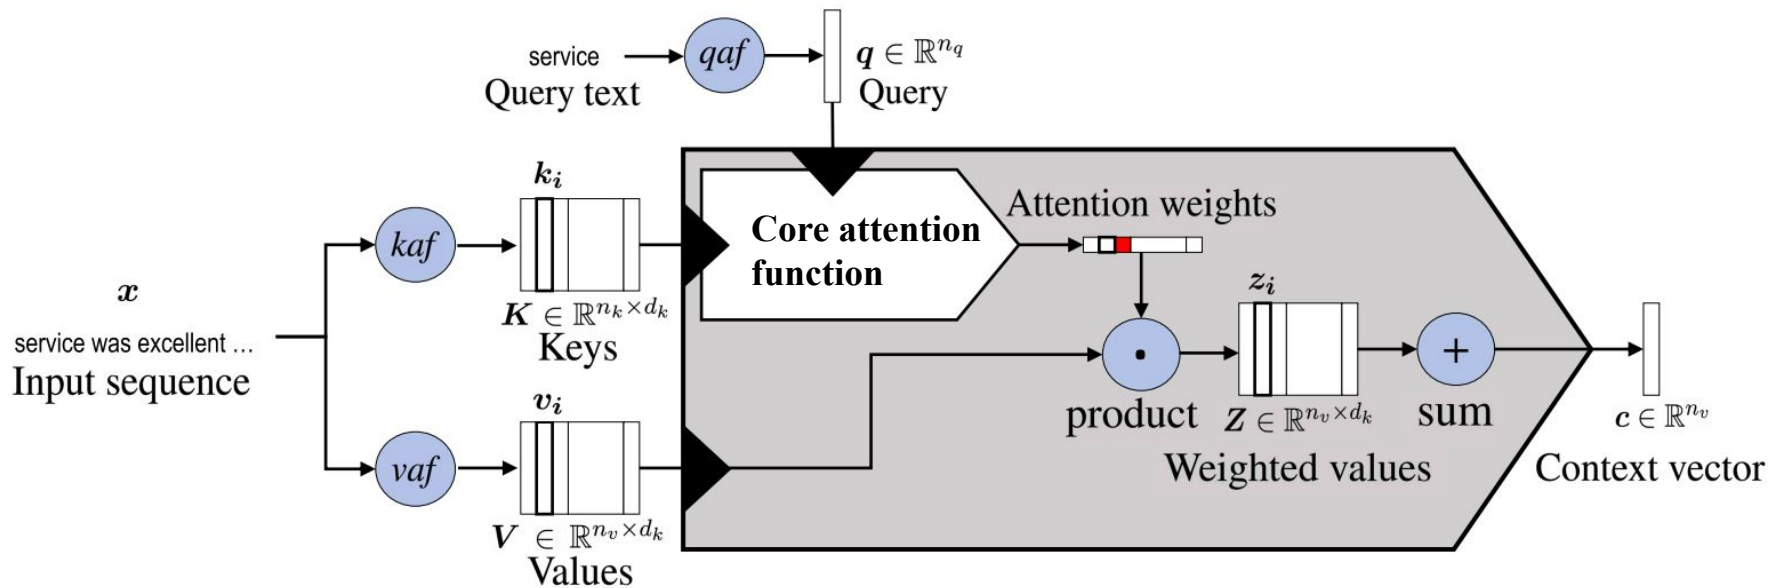 service
Query text
qaf
q ∈ ℝ^{n_q}
Query
k_i
kaf
K ∈ ℝ^{n_k×d_k}
Keys
x
service was excellent ...
Input sequence
v_i
vaf
V ∈ ℝ^{n_v×d_k}
Values
Core attention
function
Attention weights
·
product
z_i
Z ∈ ℝ^{n_v×d_k}
Weighted values
+
sum
c ∈ ℝ^{n_v}
Context vector